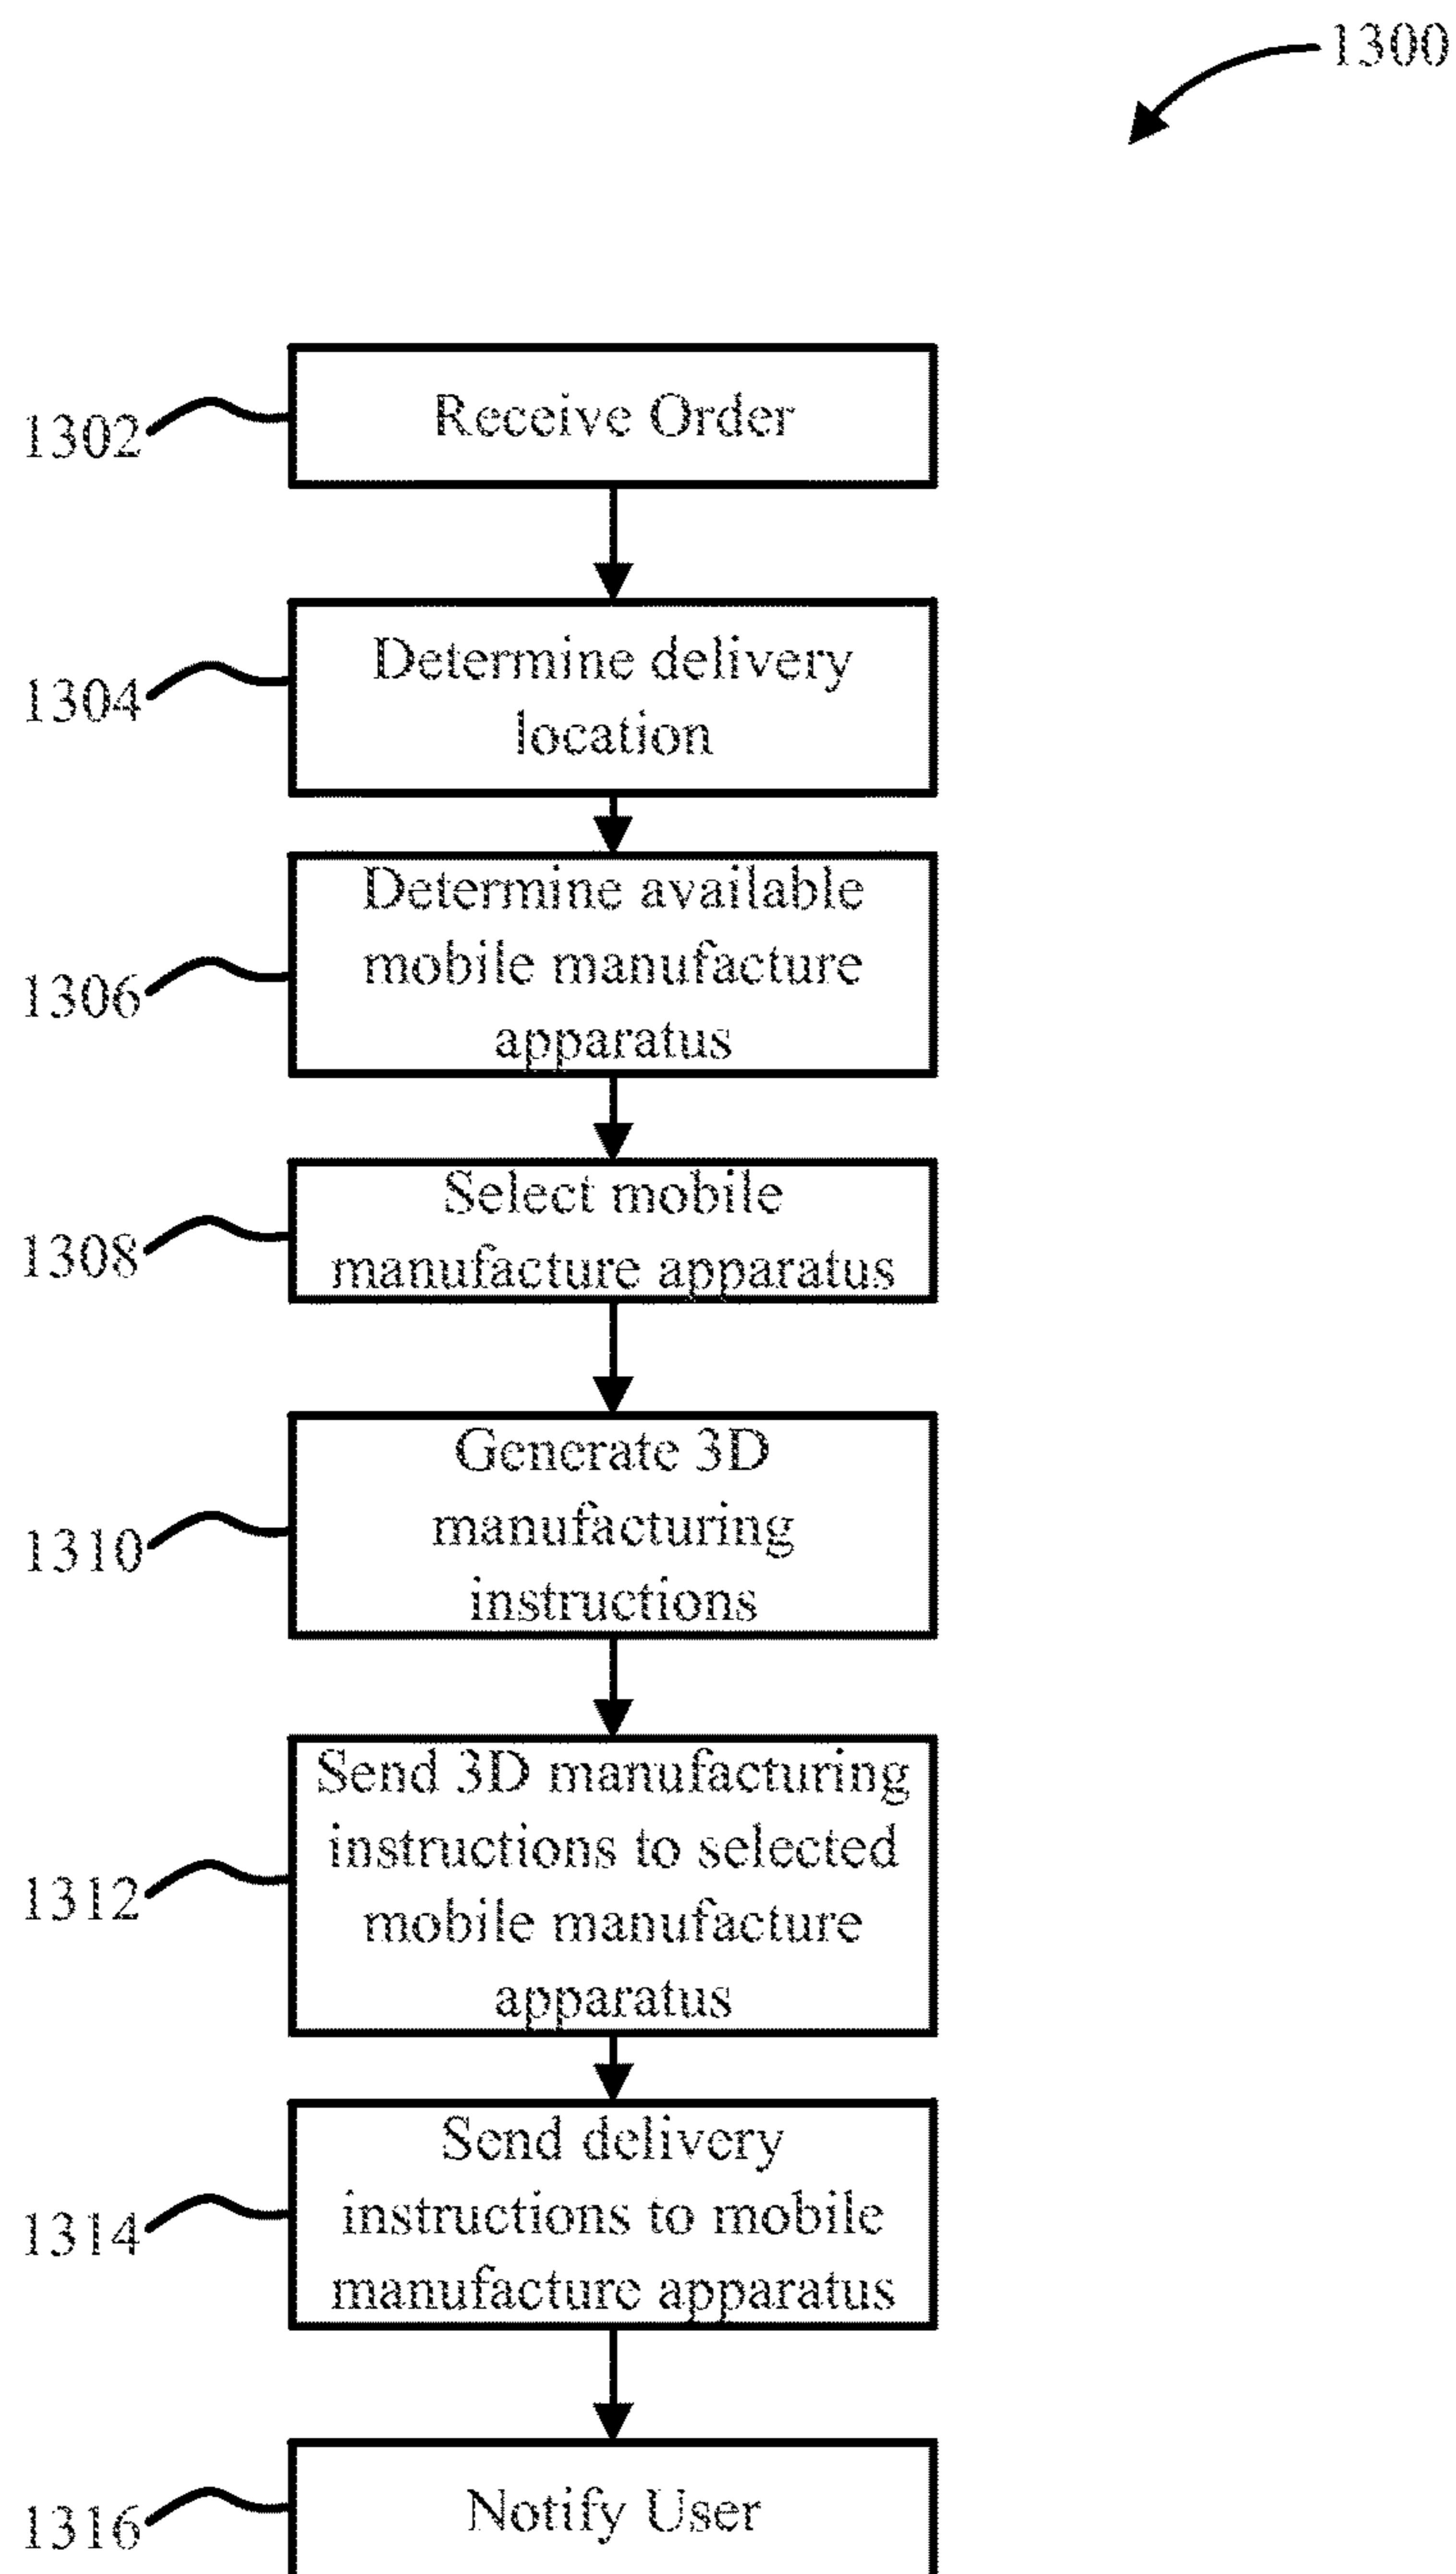 1300
1302
Receive Order
1304
Determine delivery
location
1306
Determine available
mobile manufacture
apparatus
1308
Select mobile
manufacture apparatus
1310
Generate 3D
manufacturing
instructions
1312
Send 3D manufacturing
instructions to selected
mobile manufacture
apparatus
1314
Send delivery
instructions to mobile
manufacture apparatus
1316
Notify User